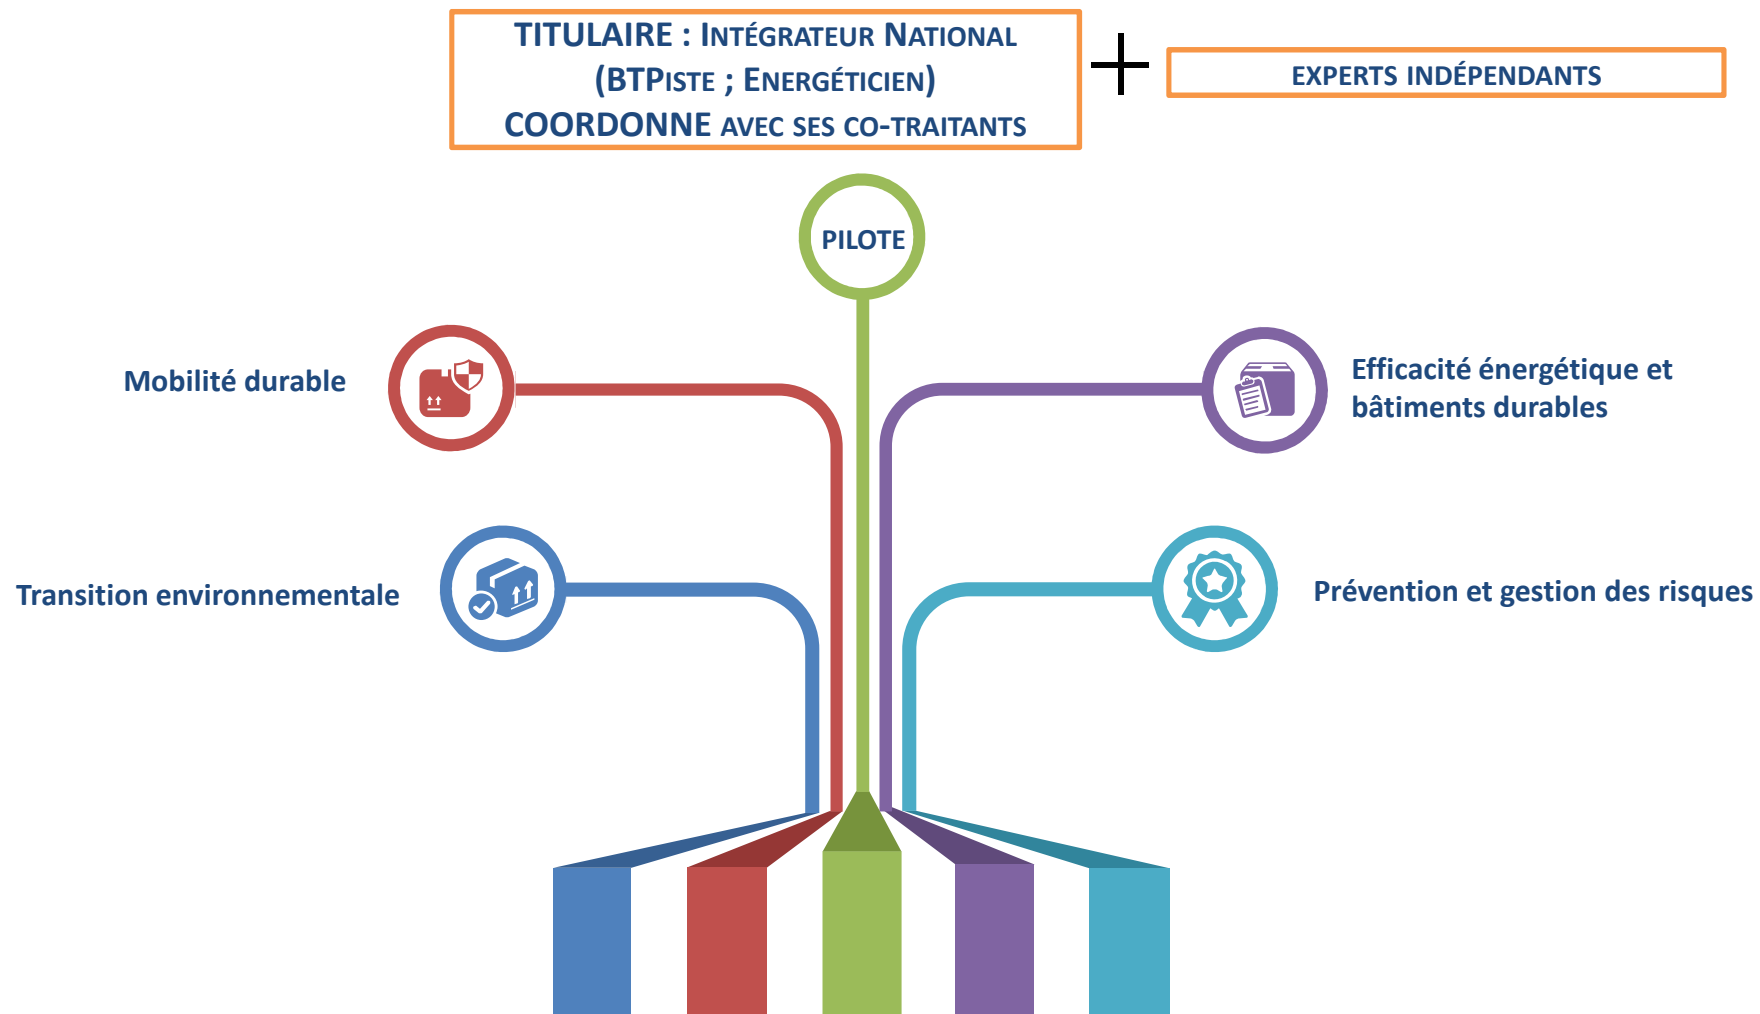 TITULAIRE : INTÉGRATEUR NATIONAL
(BTPISTE ; ENERGÉTICIEN)
COORDONNE AVEC SES CO-TRAITANTS
EXPERTS INDÉPENDANTS
PILOTE
Mobilité durable
Efficacité énergétique et
bâtiments durables
Transition environnementale
Prévention et gestion des risques